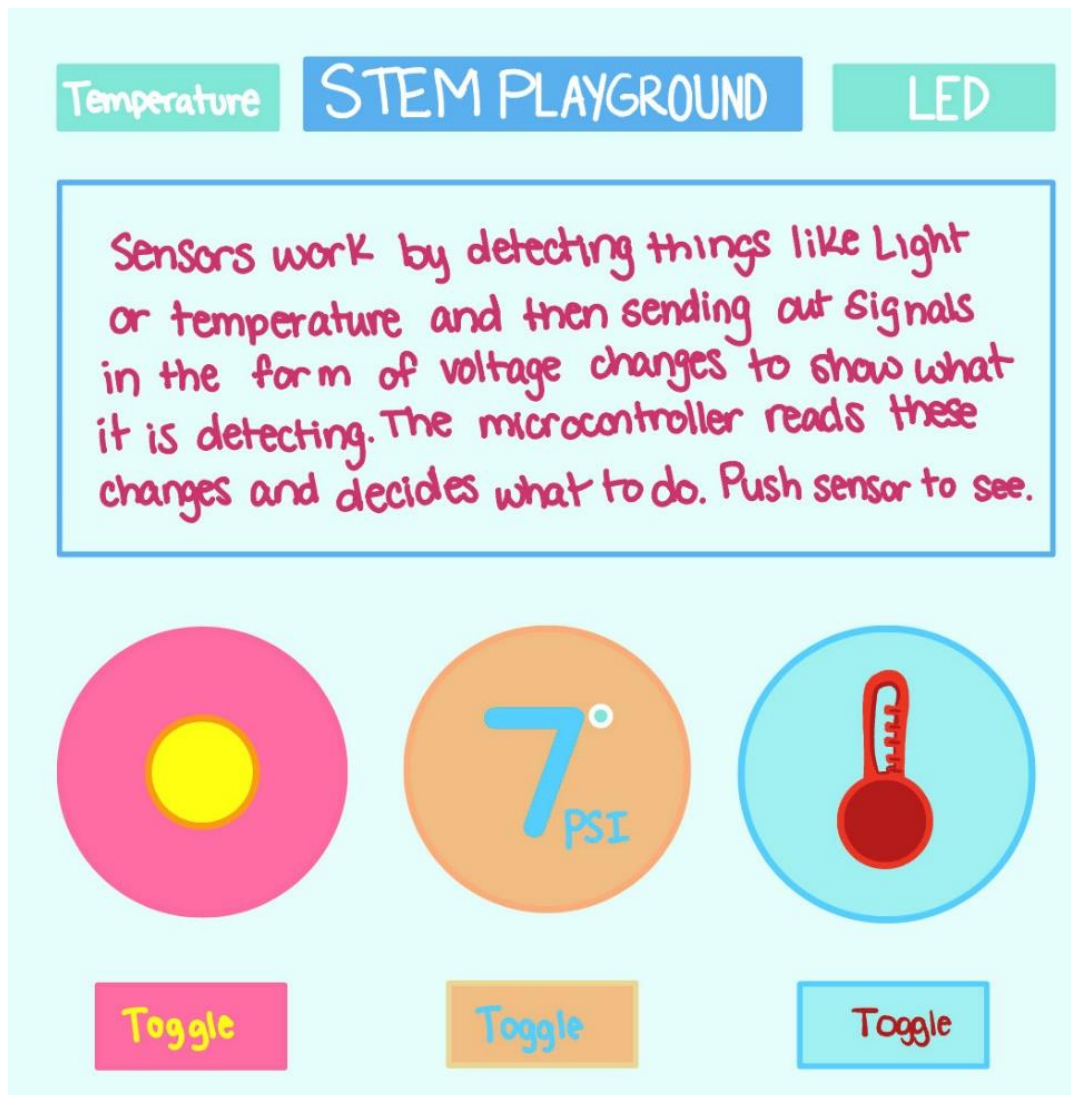 Temperature
STEM PLAYGROUND
LED
Sensors work by detecting things like Light
or temperature and then sending out signals
in the form of voltage changes to show what
it is detecting. The microcontroller reads these
changes and decides what to do. Push sensor to see.
7°
PSI
Toggle
Toggle
Toggle